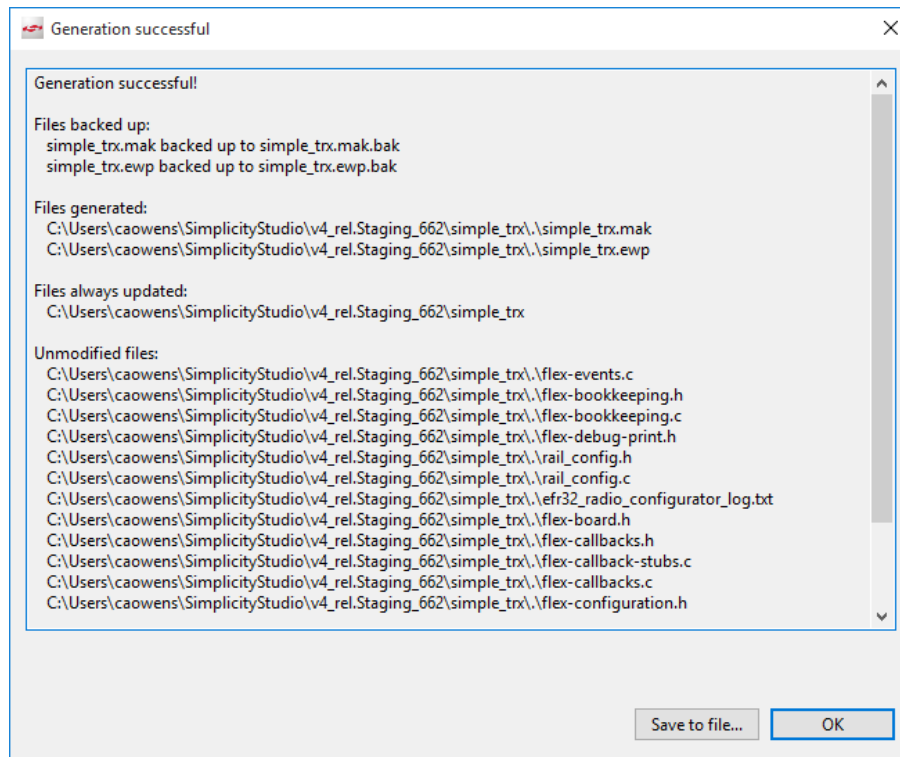 Generation successful
Generation successful!
Files backed up:
simple_trx.mak backed up to simple_trx.mak.bak
simple_trx.ewp backed up to simple_trx.ewp.bak
Files generated:
C:\Users\caowens\SimplicityStudio\v4_rel.Staging_662\simple_trx\.\simple_trx.mak
C:\Users\caowens\SimplicityStudio\v4_rel.Staging_662\simple_trx\.\simple_trx.ewp
Files always updated:
C:\Users\caowens\SimplicityStudio\v4_rel.Staging_662\simple_trx
Unmodified files:
C:\Users\caowens\SimplicityStudio\v4_rel.Staging_662\simple_trx\.\flex-events.c
C:\Users\caowens\SimplicityStudio\v4_rel.Staging_662\simple_trx\.\flex-bookkeeping.h
C:\Users\caowens\SimplicityStudio\v4_rel.Staging_662\simple_trx\.\flex-bookkeeping.c
C:\Users\caowens\SimplicityStudio\v4_rel.Staging_662\simple_trx\.\flex-debug-print.h
C:\Users\caowens\SimplicityStudio\v4_rel.Staging_662\simple_trx\.\rail_config.h
C:\Users\caowens\SimplicityStudio\v4_rel.Staging_662\simple_trx\.\rail_config.c
C:\Users\caowens\SimplicityStudio\v4_rel.Staging_662\simple_trx\.\efr32_radio_configurator_log.txt
C:\Users\caowens\SimplicityStudio\v4_rel.Staging_662\simple_trx\.\flex-board.h
C:\Users\caowens\SimplicityStudio\v4_rel.Staging_662\simple_trx\.\flex-callbacks.h
C:\Users\caowens\SimplicityStudio\v4_rel.Staging_662\simple_trx\.\flex-callback-stubs.c
C:\Users\caowens\SimplicityStudio\v4_rel.Staging_662\simple_trx\.\flex-callbacks.c
C:\Users\caowens\SimplicityStudio\v4_rel.Staging_662\simple_trx\.\flex-configuration.h
Save to file...
OK